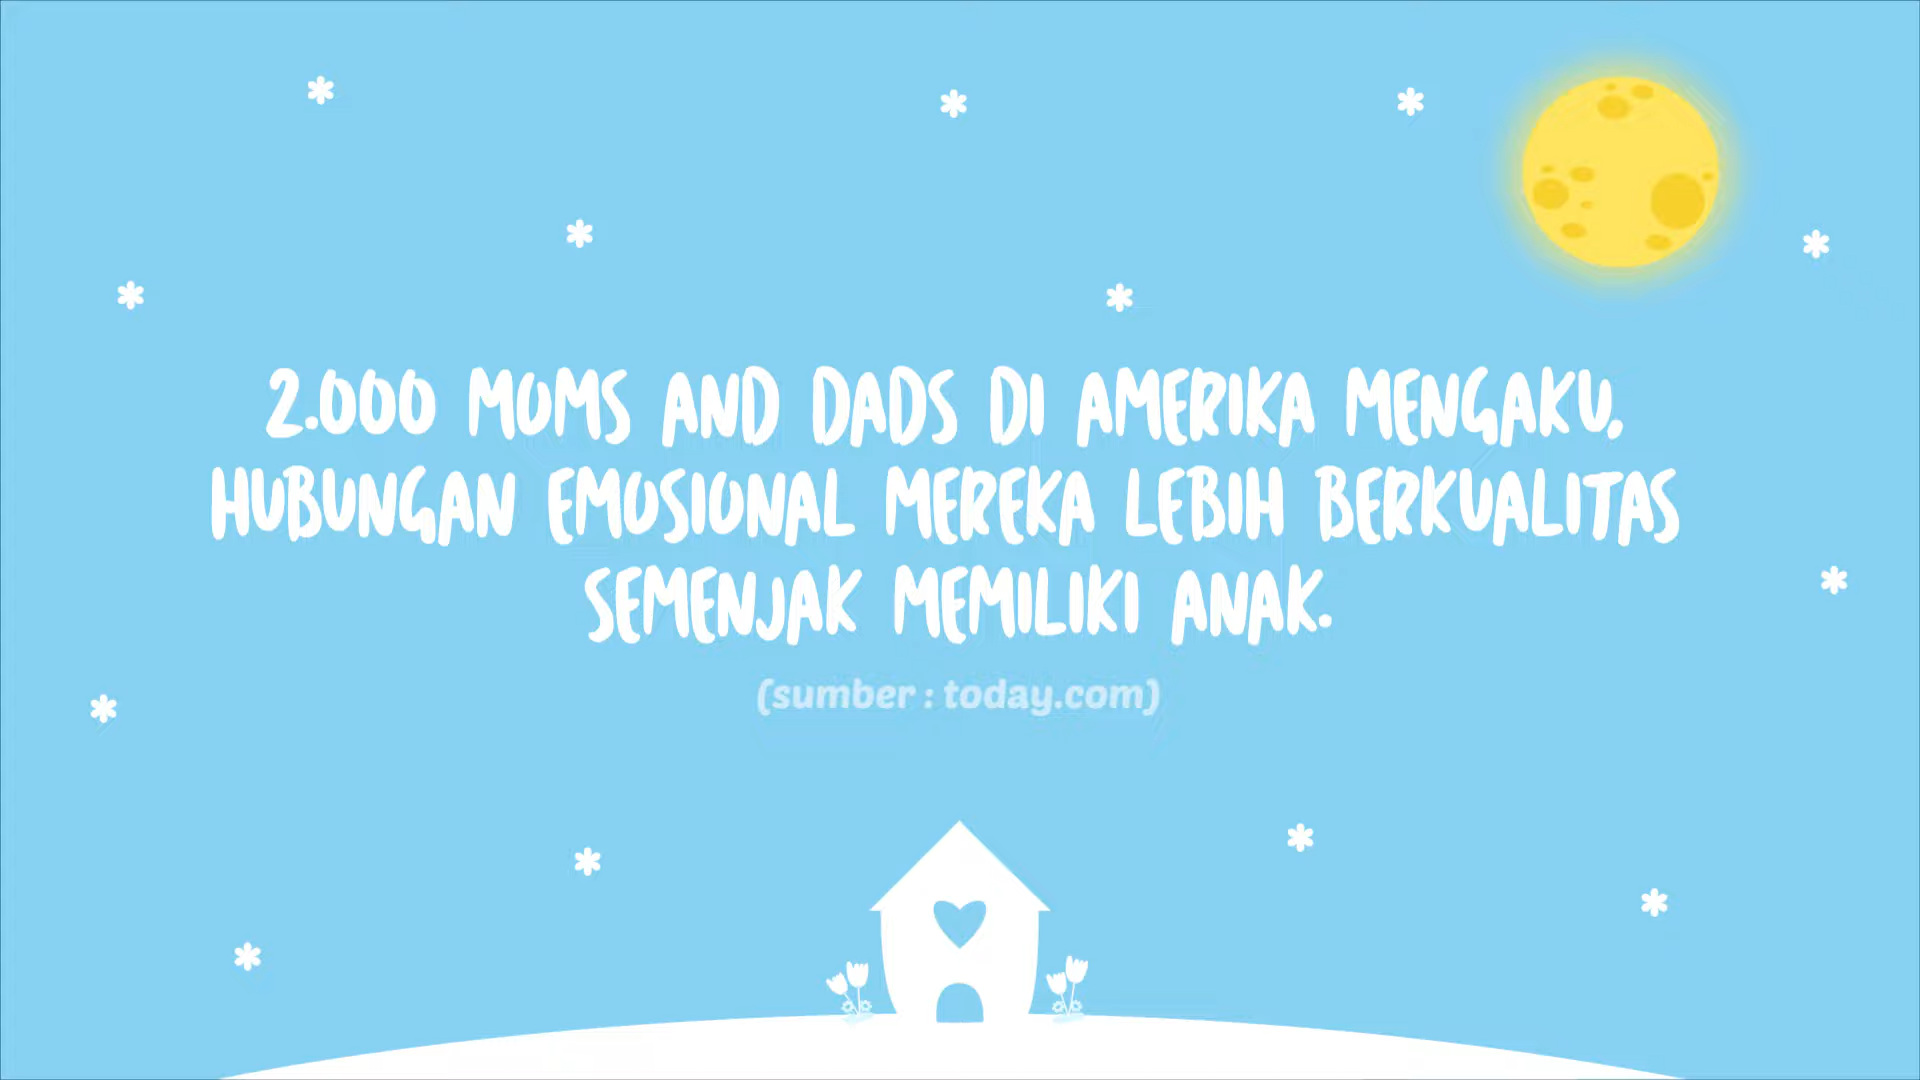 2.000 MOMS AND DADS DI AMERIKA MENGAKU,
HUBUNGAN EMOSIONAL MEREKA LEBIH BERKUALITAS
SEMENJAK MEMILIKI ANAK.
(sumber : today.com)